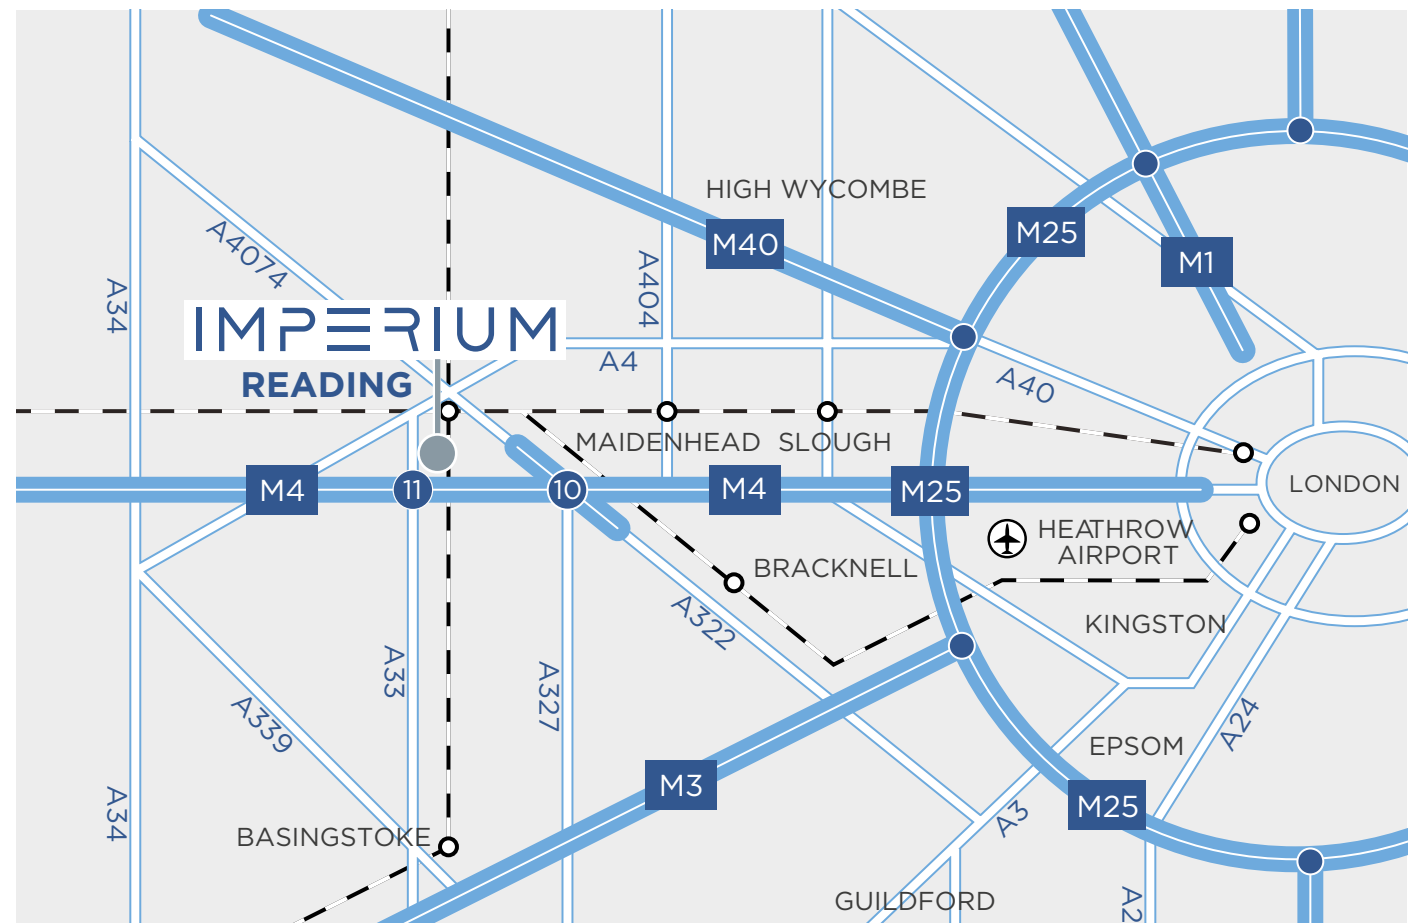 HIGH WYCOMBE
M25
A4074
M40
M1
A34
A404
IMPERIUM
READING
A4
A40
MAIDENHEAD
SLOUGH
M4
11
10
M4
M25
LONDON
HEATHROW
AIRPORT
BRACKNELL
A322
KINGSTON
A33
A327
A339
A24
EPSOM
M3
M25
A34
A3
BASINGSTOKE
GUILDFORD
A2